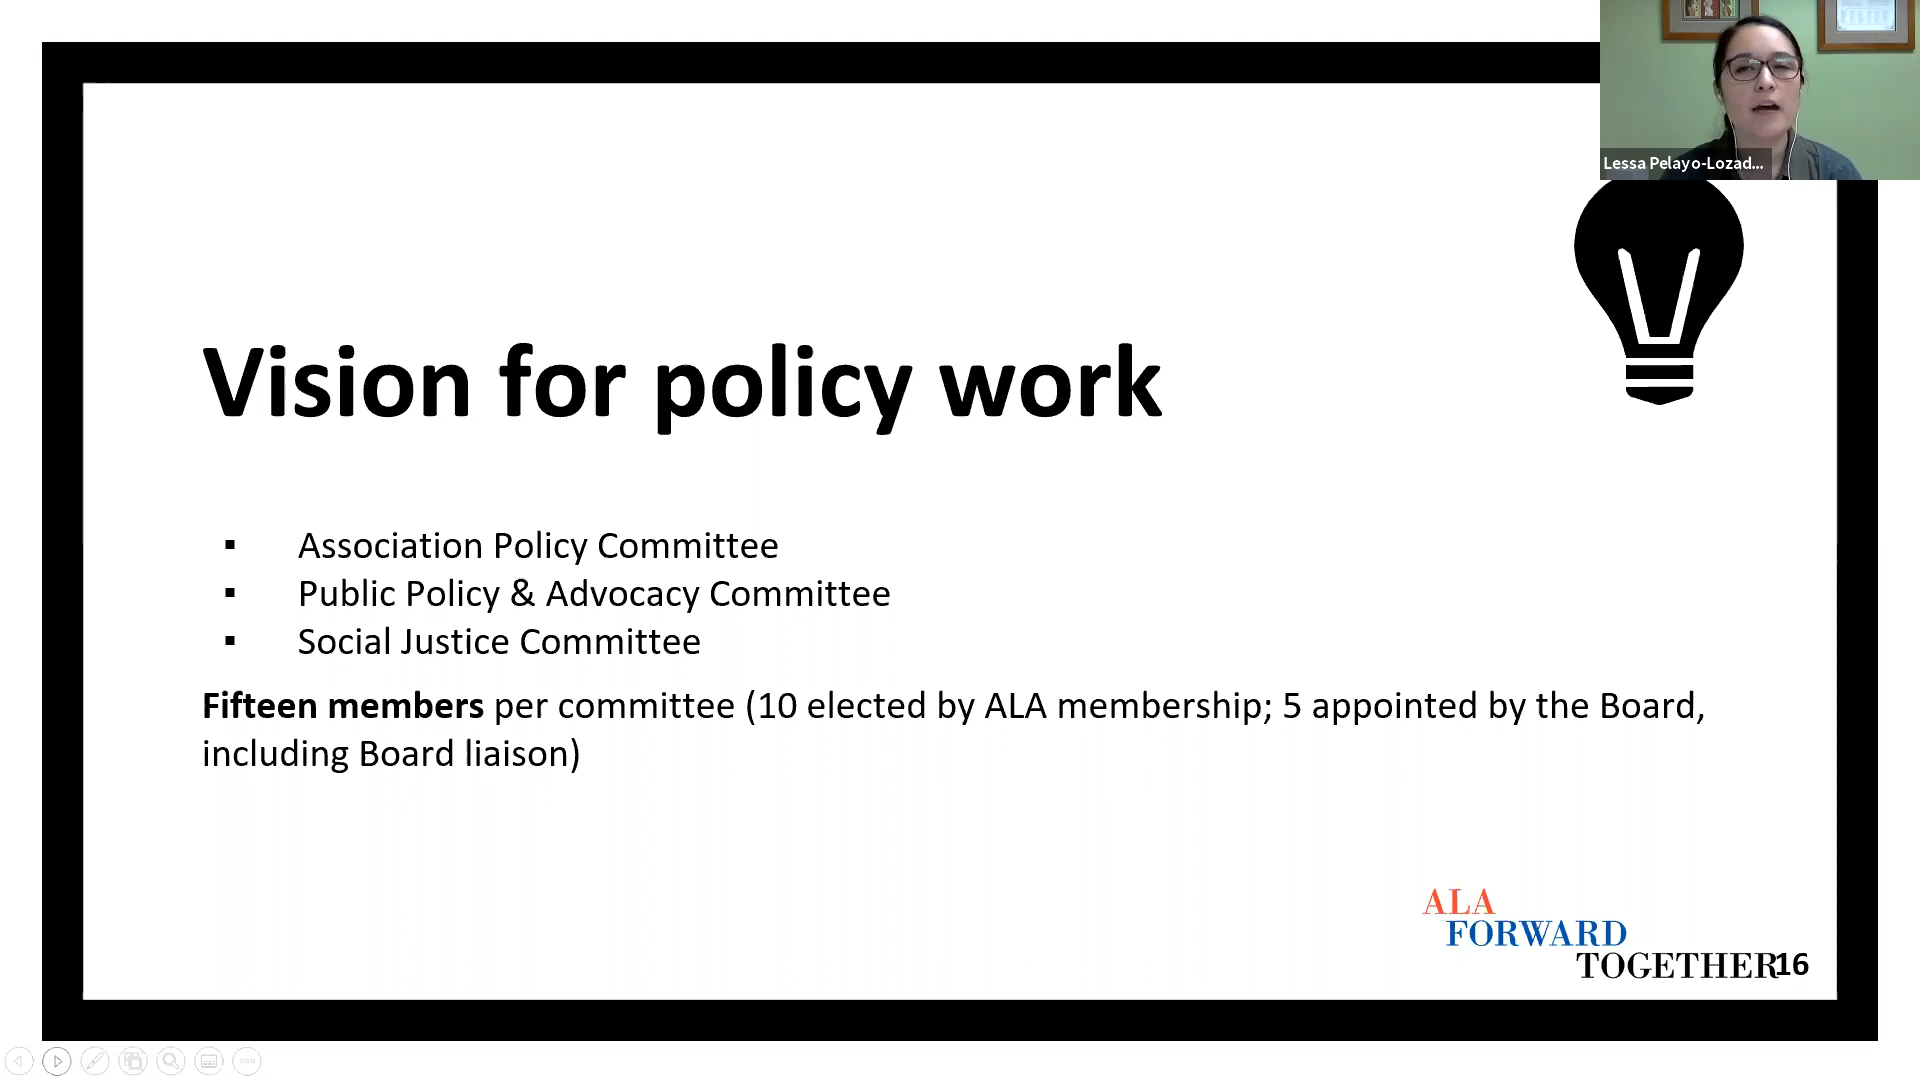 Lessa Pelayo-Lozad...
Vision for policy work
▪ Association Policy Committee
▪ Public Policy & Advocacy Committee
▪ Social Justice Committee
Fifteen members per committee (10 elected by ALA membership; 5 appointed by the Board,
including Board liaison)
ALA
FORWARD
TOGETHER
16